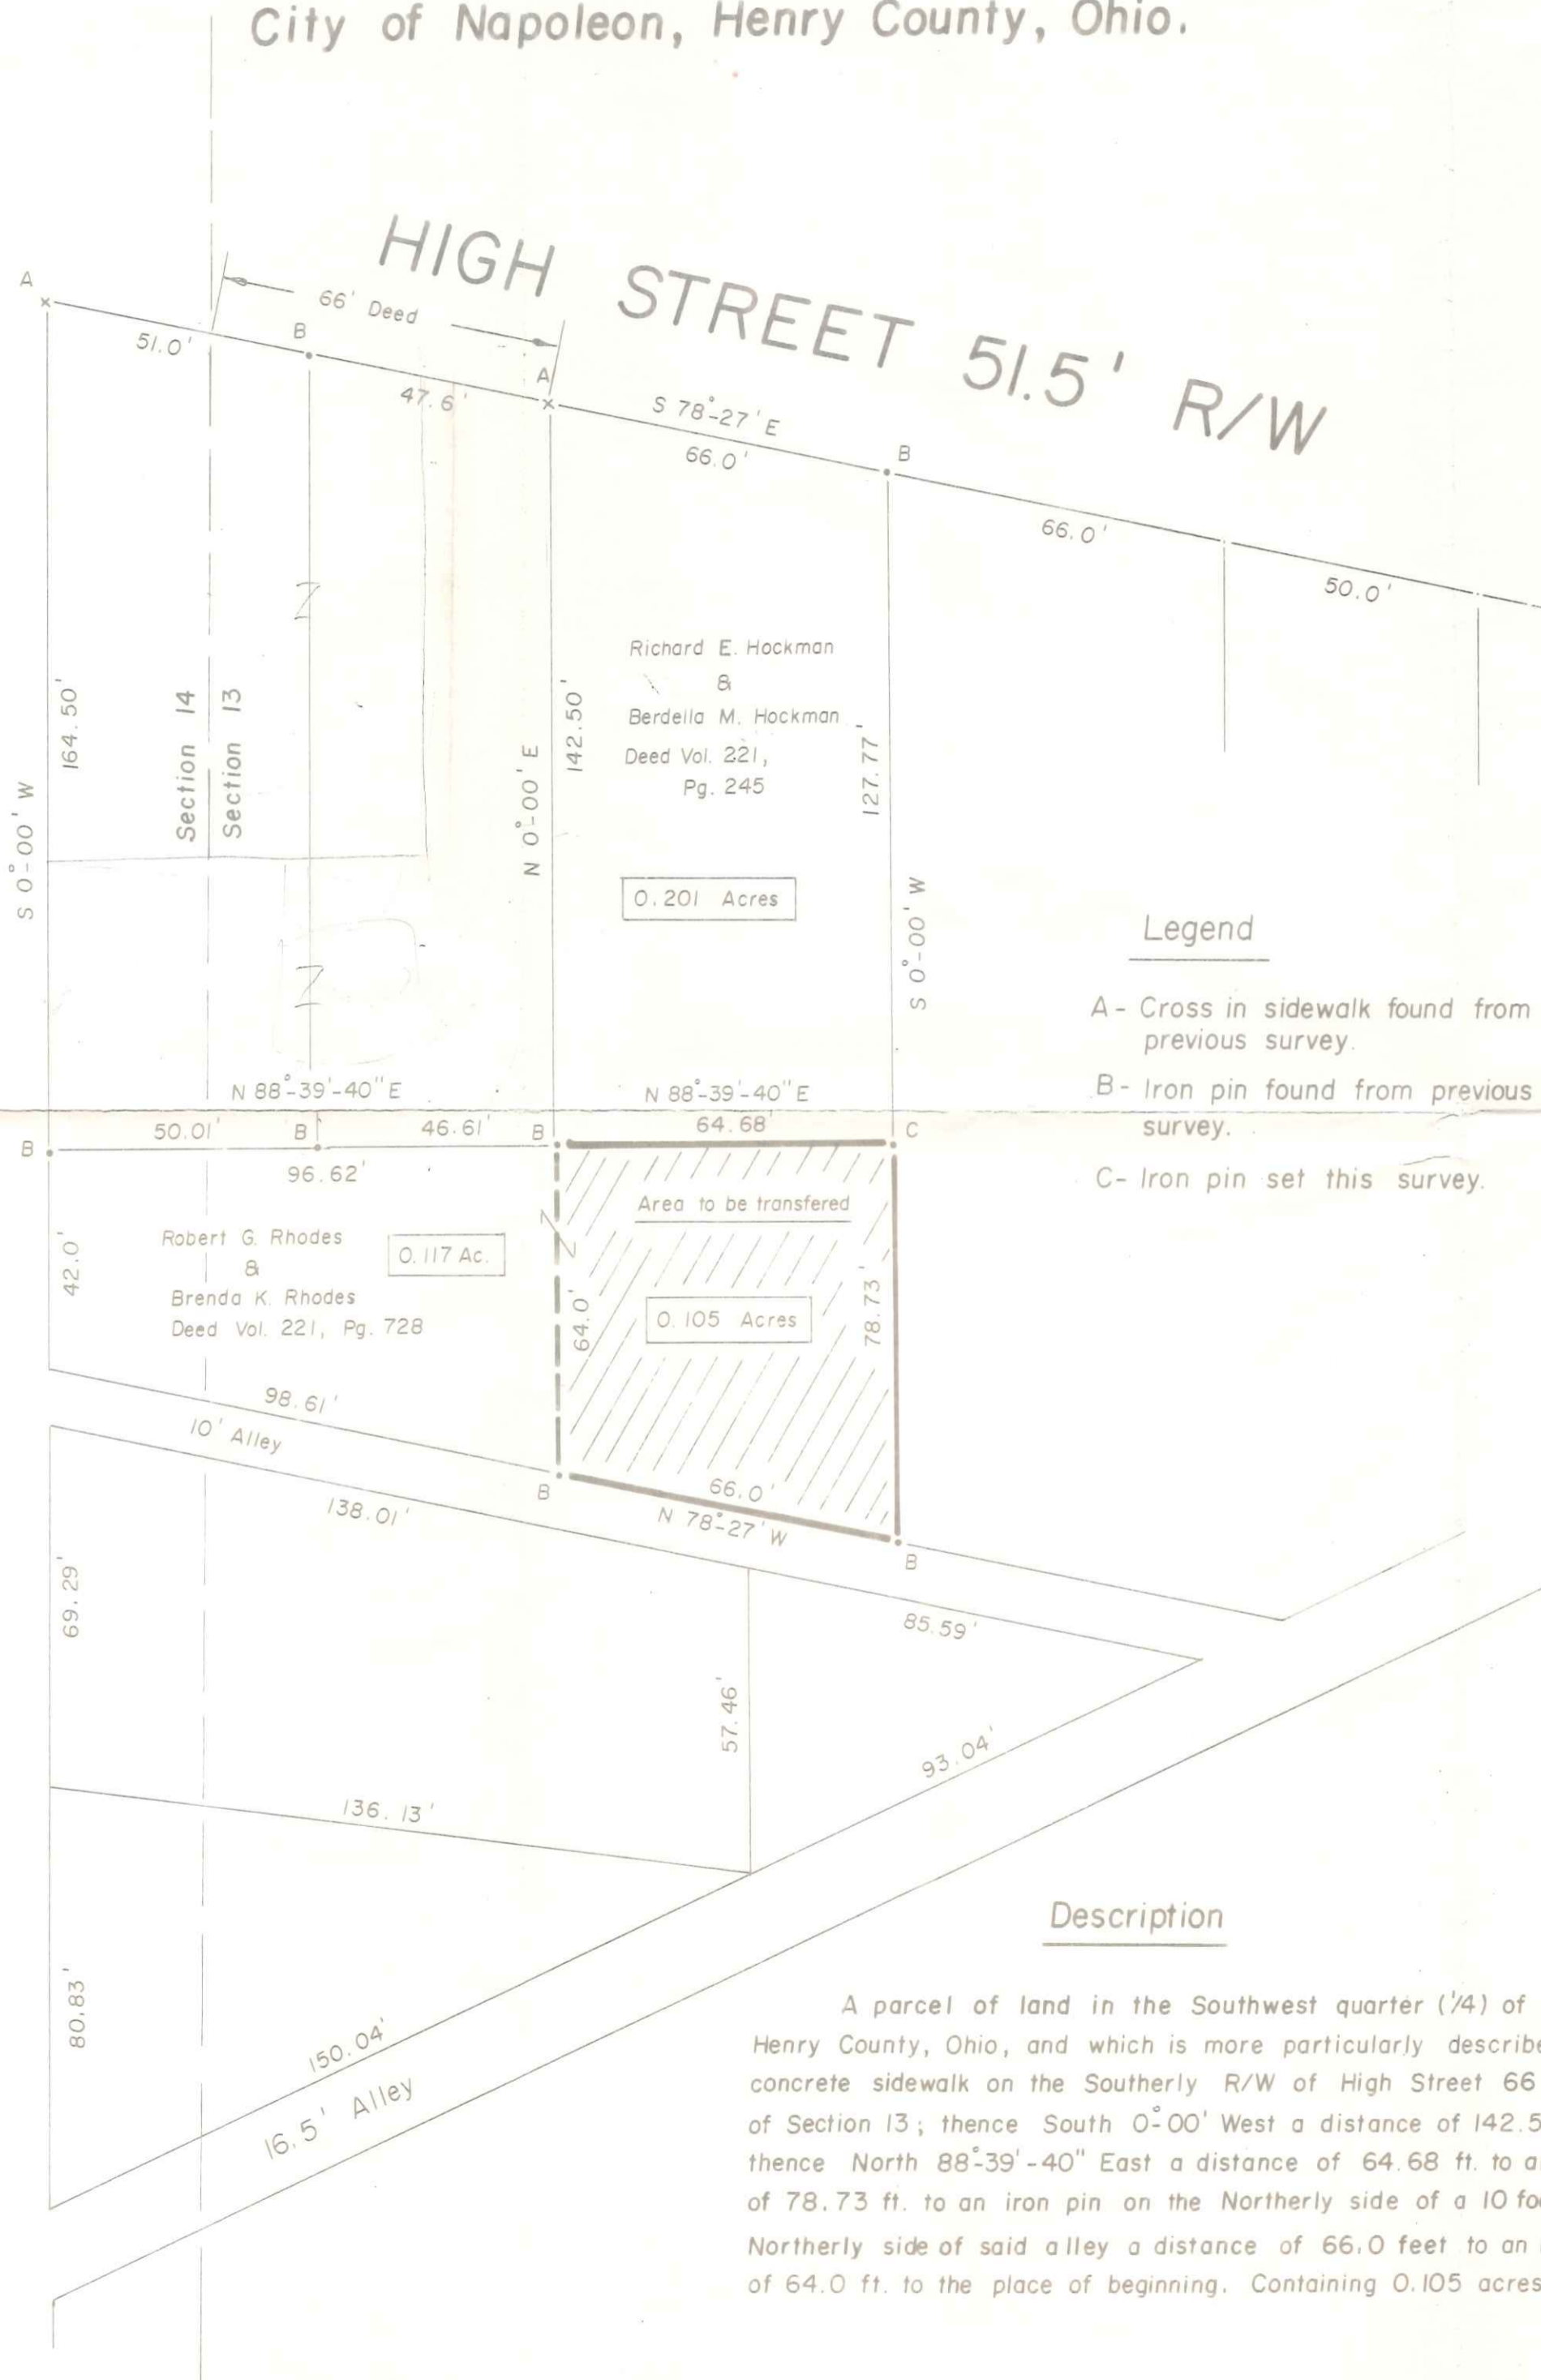 City of Napoleon, Henry County, Ohio.
HIGH STREET 51.5' R/W
66' Deed
A
51.0'
B
47.6'
A
S 78°-27' E
66.0'
B
66.0'
50.0'
S 0°-00' W
164.50'
Section 14
Section 13
N 0°-00' E
142.50'
Richard E. Hockman
&
Berdella M. Hockman
Deed Vol. 221,
Pg. 245
127.77'
0.201 Acres
S 0°-00' W
Z
Z
Legend
A- Cross in sidewalk found from
previous survey.
B- Iron pin found from previous
survey.
C- Iron pin set this survey.
N 88°-39'-40" E
N 88°-39'-40" E
B
50.01'
B
46.61'
B
64.68'
C
96.62'
Area to be transfered
Robert G. Rhodes
&
Brenda K. Rhodes
Deed Vol. 221, Pg. 728
0.117 Ac.
42.0'
Z
64.0'
0.105 Acres
78.73'
98.61'
10' Alley
B
66.0'
N 78°-27' W
B
138.01'
85.59'
69.29'
57.46'
93.04'
136.13'
80.83'
150.04'
16.5' Alley
Description
A parcel of land in the Southwest quarter (1/4) of
Henry County, Ohio, and which is more particularly describe
concrete sidewalk on the Southerly R/W of High Street 66
of Section 13; thence South 0°-00' West a distance of 142.5
thence North 88°-39'-40" East a distance of 64.68 ft. to a
of 78.73 ft. to an iron pin on the Northerly side of a 10 fo
Northerly side of said alley a distance of 66.0 feet to an
of 64.0 ft. to the place of beginning. Containing 0.105 acres